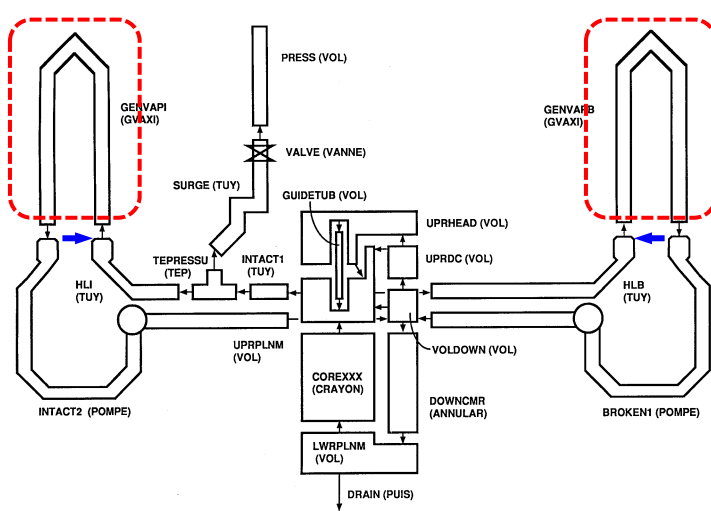 PRESS (VOL)
GENVAPI
(GVAXI)
GENVAPB
(GVAXI)
VALVE (VANNE)
SURGE (TUY)
GUIDETUB (VOL)
UPRHEAD (VOL)
TEPRESSU
(TEP)
INTACT1
(TUY)
UPRDC (VOL)
HLI
(TUY)
HLB
(TUY)
UPRPLNM
(VOL)
VOLDOWN (VOL)
COREXXX
(CRAYON)
DOWNCMR
(ANNULAR)
INTACT2 (POMPE)
BROKEN1 (POMPE)
LWRPLNM
(VOL)
DRAIN (PUIS)